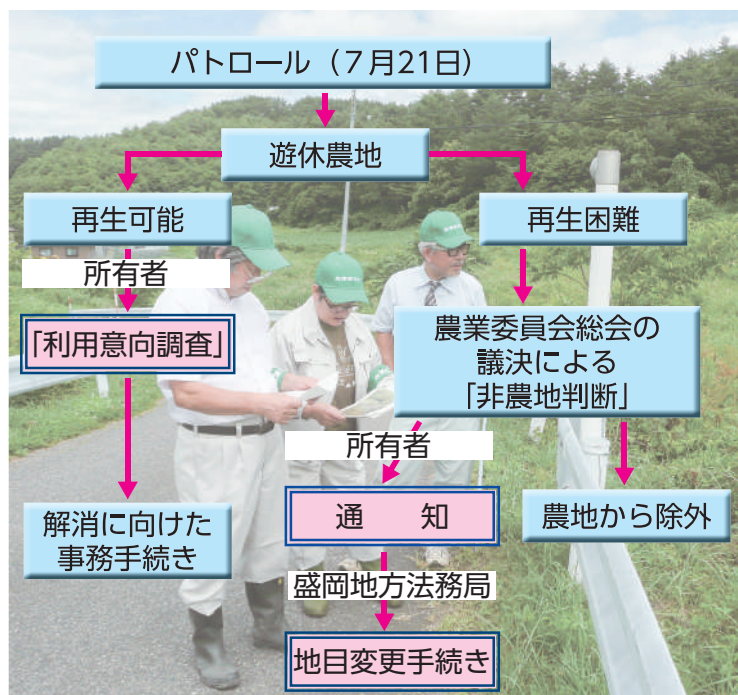 パトロール（７月21日）
遊休農地
再生可能
再生困難
所有者
「利用意向調査」
農業委員会総会の
議決による
「非農地判断」
所有者
通　　知
農地から除外
解消に向けた
事務手続き
盛岡地方法務局
地目変更手続き